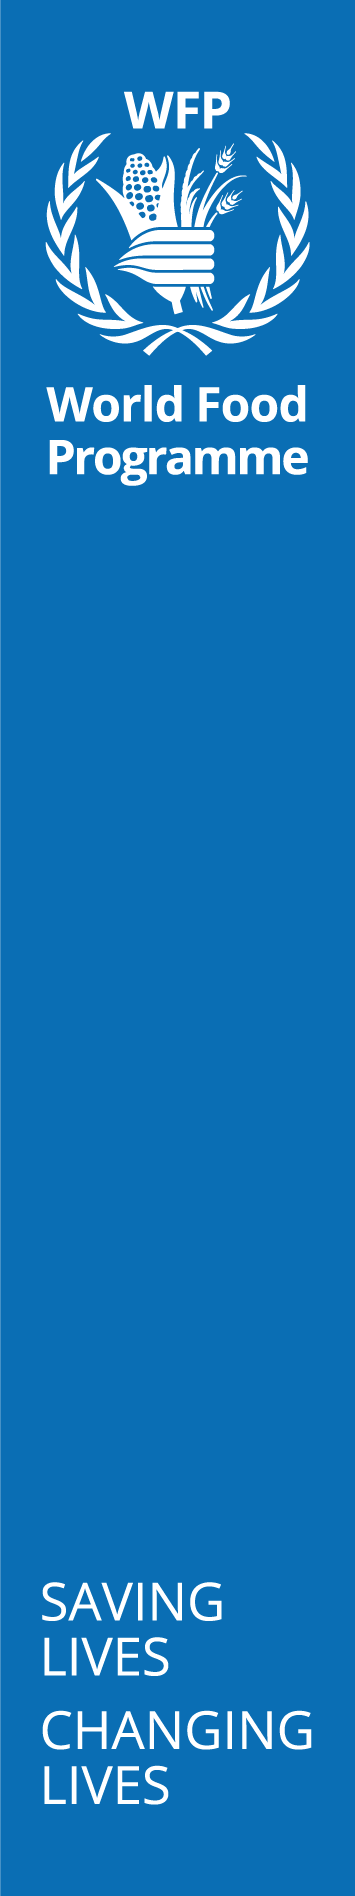 WFP
World Food
Programme
SAVING
LIVES
CHANGING
LIVES